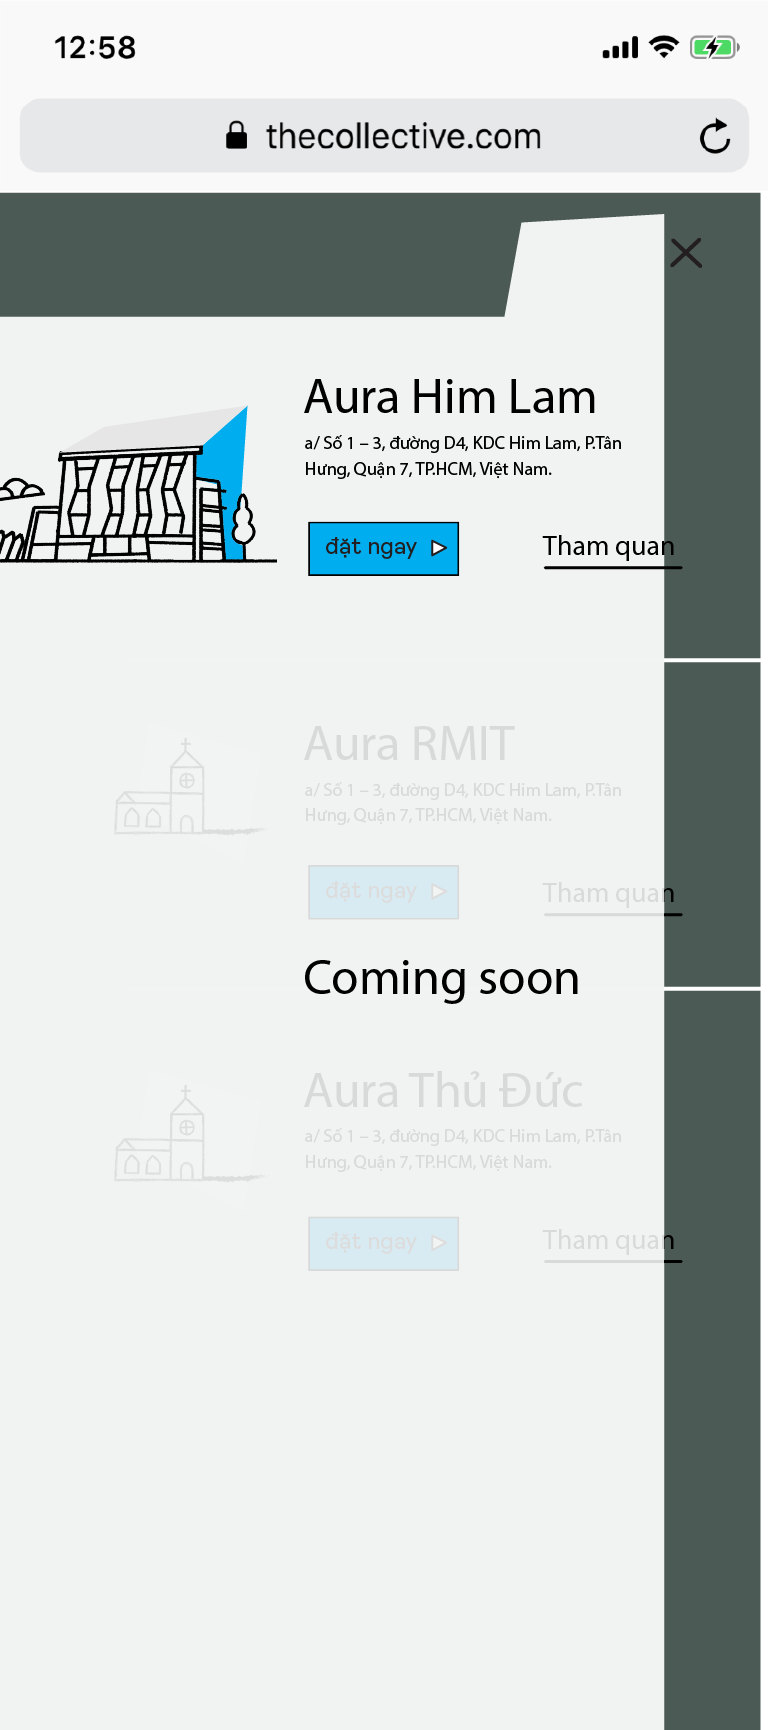 12:58
thecollective.com
Aura Him Lam
a/ Số 1 – 3, đường D4, KDC Him Lam, P.Tân
Hưng, Quận 7, TP.HCM, Việt Nam.
đặt ngay
Tham quan
Aura RMIT
a/ Số 1 – 3, đường D4, KDC Him Lam, P.Tân
Hưng, Quận 7, TP.HCM, Việt Nam.
đặt ngay
Tham quan
Coming soon
Aura Thủ Đức
a/ Số 1 – 3, đường D4, KDC Him Lam, P.Tân
Hưng, Quận 7, TP.HCM, Việt Nam.
đặt ngay
Tham quan